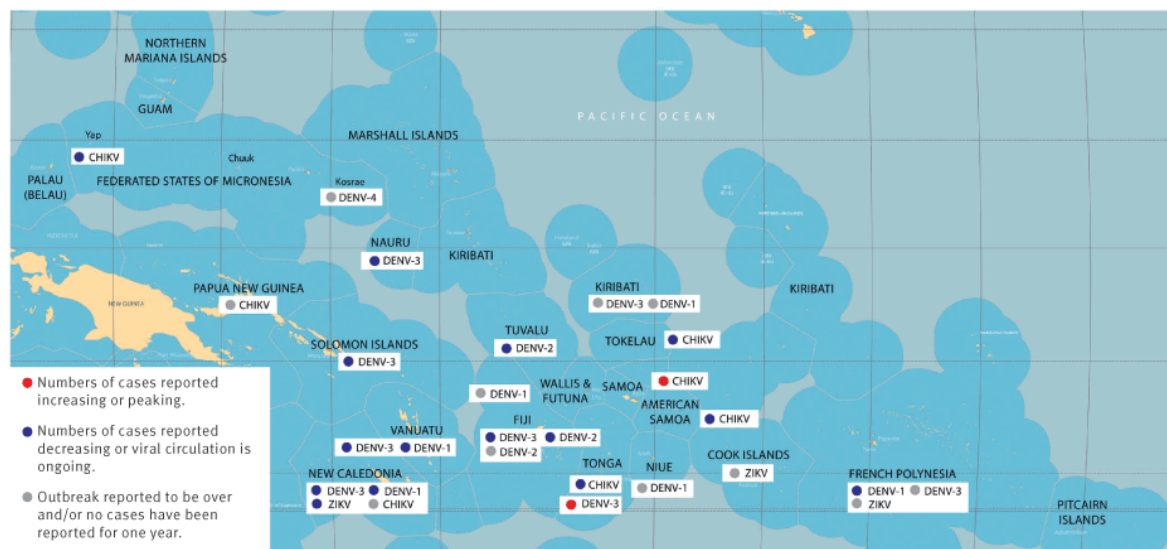 NORTHERN
MARIANA ISLANDS
GUAM
Yap
CHIKV
PALAU
(BELAU)
Chuuk
FEDERATED STATES OF MICRONESIA
Kosrae
DENV-4
MARSHALL ISLANDS
PACIFIC OCEAN
NAURU
DENV-3
KIRIBATI
NEW GUINEA
PAPUA NEW GUINEA
CHIKV
KIRIBATI
DENV-3 DENV-1
KIRIBATI
SOLOMON ISLANDS
DENV-3
TUVALU
DENV-2
TOKELAU
CHIKV
DENV-1
WALLIS &
FUTUNA
SAMOA
CHIKV
AMERICAN
SAMOA
CHIKV
VANUATU
DENV-3 DENV-1
FIJI
DENV-3 DENV-2
DENV-2
TONGA
CHIKV
DENV-3
NIUE
DENV-1
COOK ISLANDS
ZIKV
NEW CALEDONIA
DENV-3 DENV-1
ZIKV CHIKV
FRENCH POLYNESIA
DENV-1 DENV-3
ZIKV
PITCAIRN
ISLANDS
Numbers of cases reported
increasing or peaking.
Numbers of cases reported
decreasing or viral circulation is
ongoing.
Outbreak reported to be over
and/or no cases have been
reported for one year.